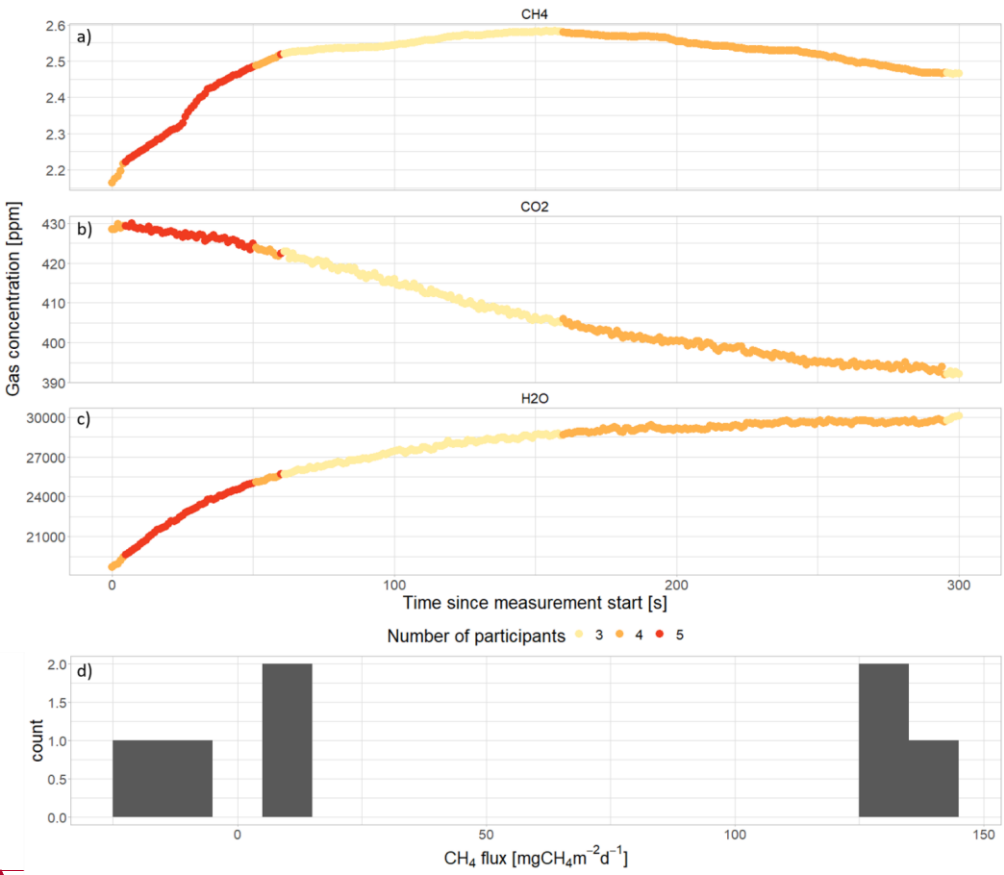 CH4
a)
2.6
2.5
2.4
2.3
2.2
CO2
b)
430
420
410
400
390
Gas concentration [ppm]
H2O
c)
30000
27000
24000
21000
0 100 200 300
Time since measurement start [s]
Number of participants 3 4 5
d)
2.0
1.5
1.0
0.5
0.0
count
0 50 100 150
CH₄ flux [mgCH₄m⁻²d⁻¹]